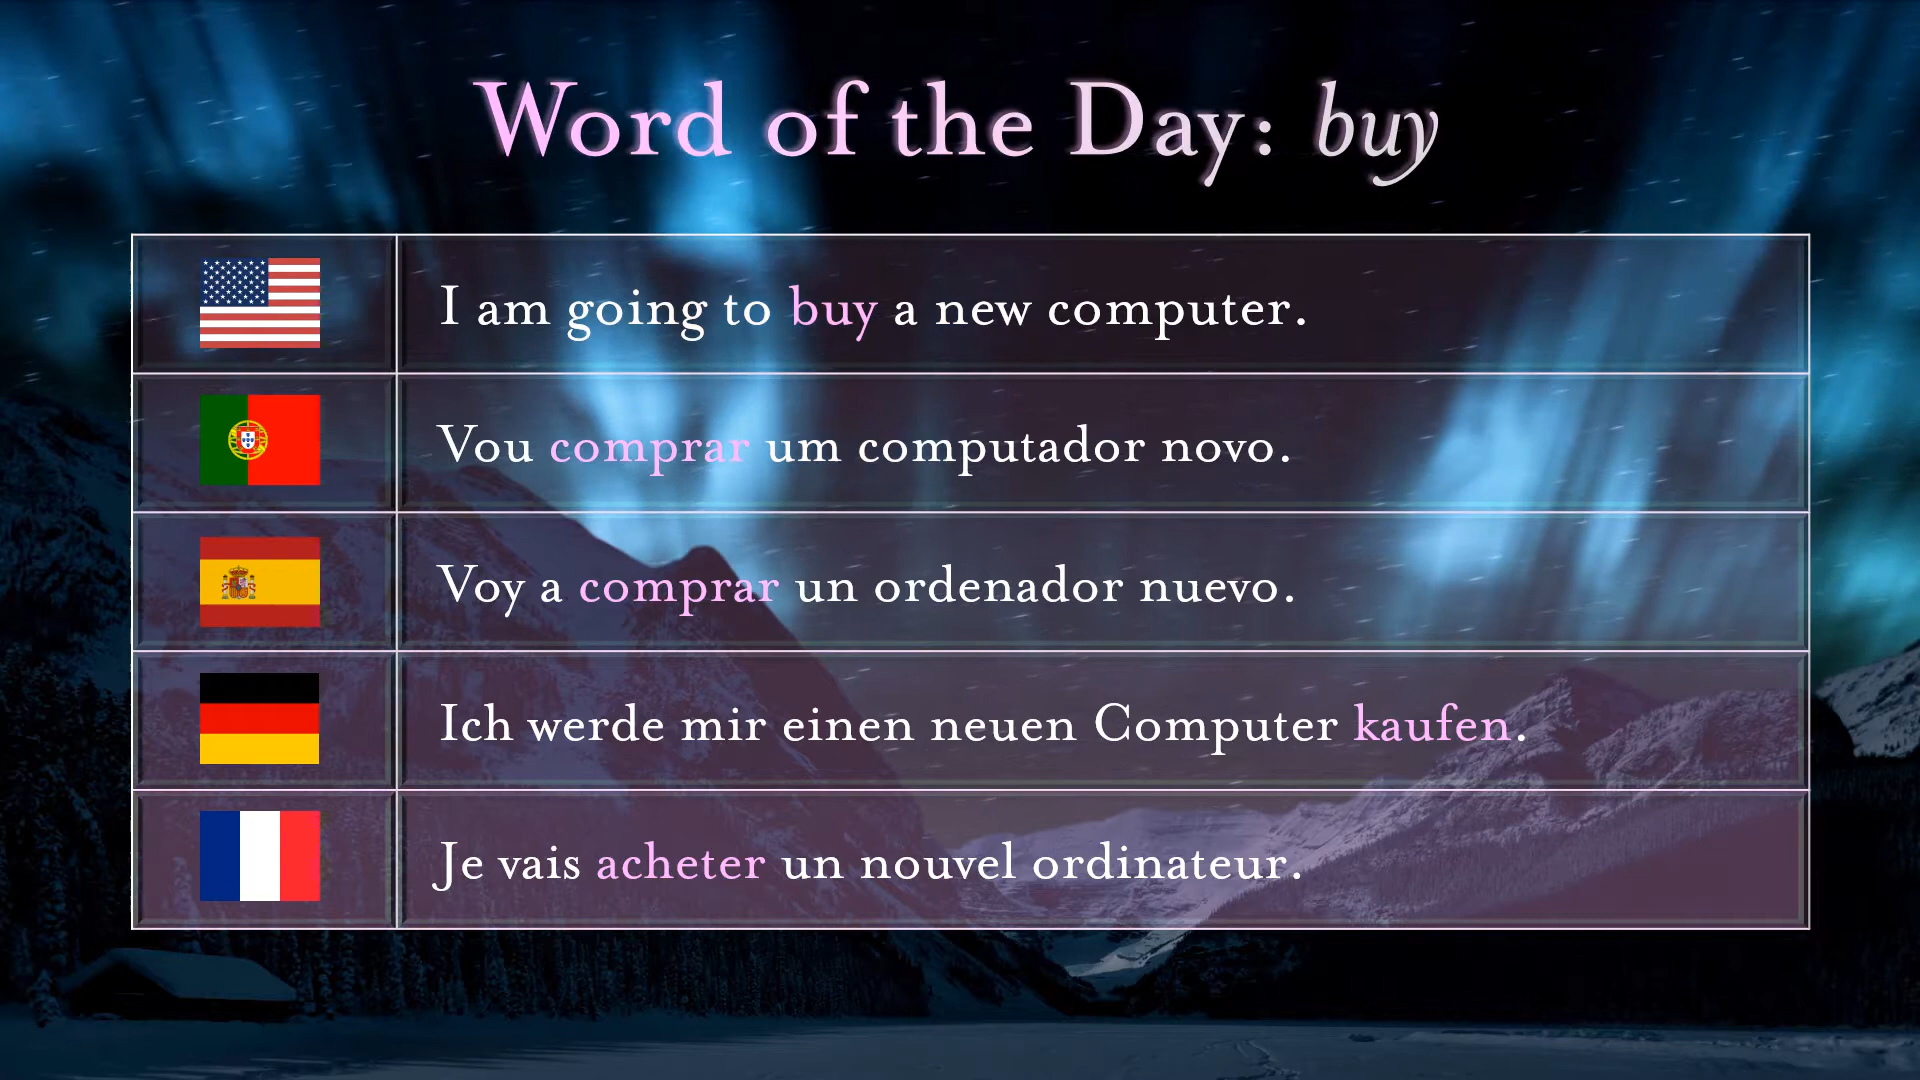 Word of the Day: buy
I am going to buy a new computer.
Vou comprar um computador novo.
Voy a comprar un ordenador nuevo.
Ich werde mir einen neuen Computer kaufen.
Je vais acheter un nouvel ordinateur.